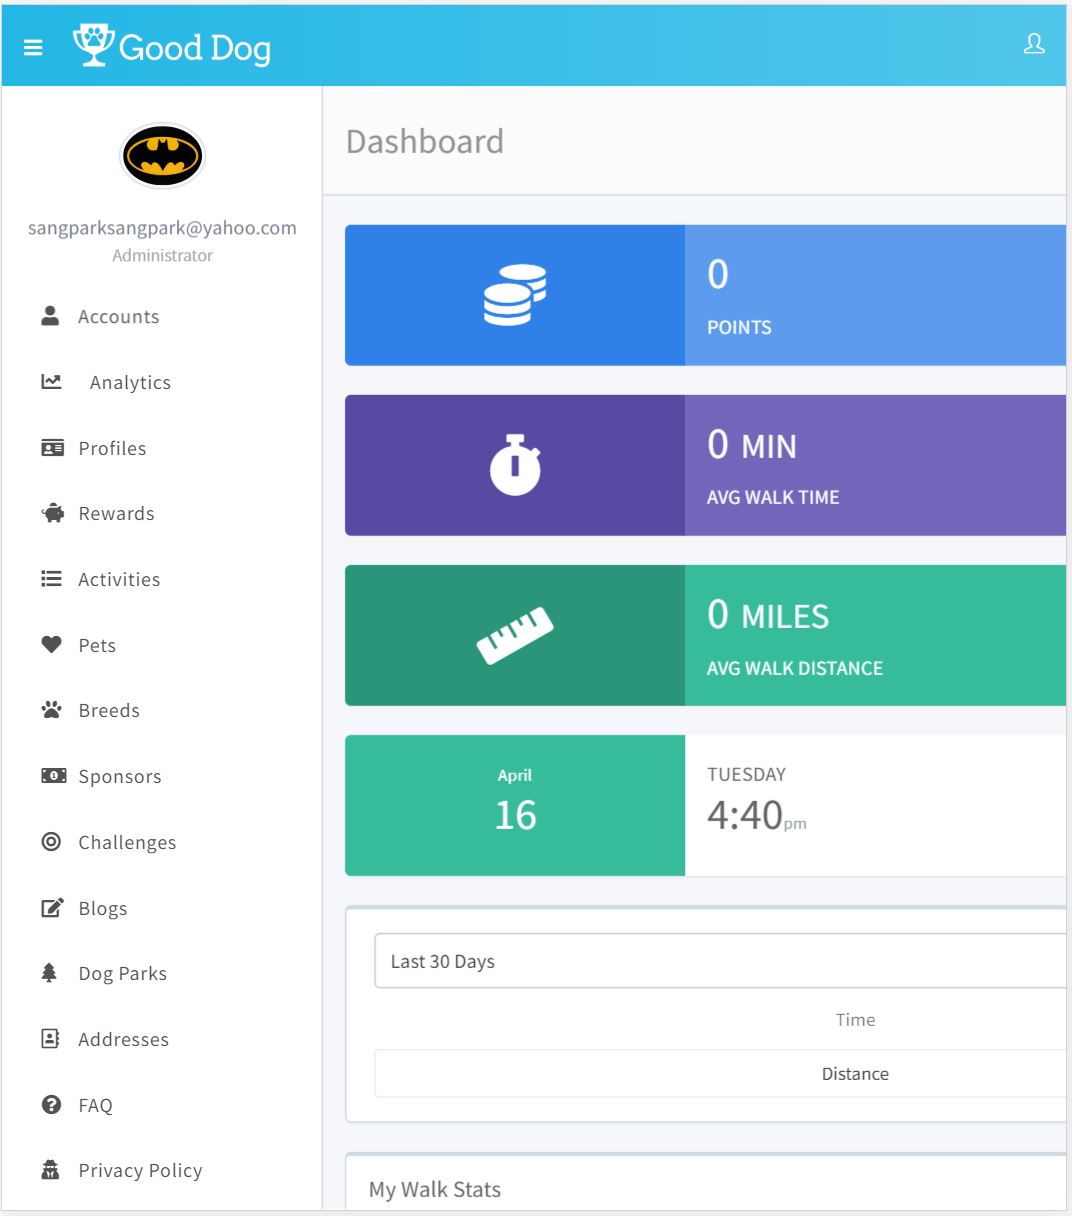 Good Dog
sangparksangpark@yahoo.com
Administrator
Accounts
Analytics
Profiles
Rewards
Activities
Pets
Breeds
Sponsors
Challenges
Blogs
Dog Parks
Addresses
FAQ
Privacy Policy
Dashboard
0
POINTS
0 MIN
AVG WALK TIME
0 MILES
AVG WALK DISTANCE
April
16
TUESDAY
4:40pm
Last 30 Days
Time
Distance
My Walk Stats